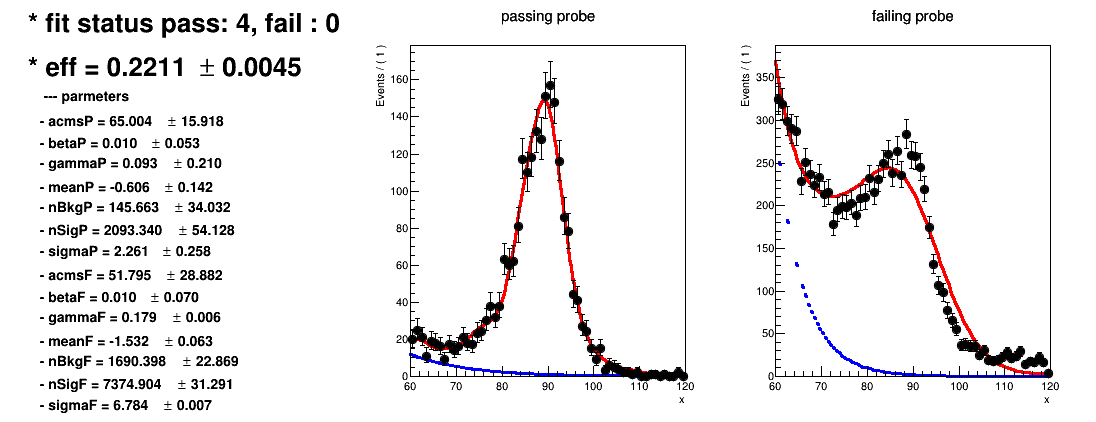 * fit status pass: 4, fail : 0
* eff = 0.2211 ± 0.0045
--- parmeters
- acmsP = 65.004 ± 15.918
- betaP = 0.010 ± 0.053
- gammaP = 0.093 ± 0.210
- meanP = -0.606 ± 0.142
- nBkgP = 145.663 ± 34.032
- nSigP = 2093.340 ± 54.128
- sigmaP = 2.261 ± 0.258
- acmsF = 51.795 ± 28.882
- betaF = 0.010 ± 0.070
- gammaF = 0.179 ± 0.006
- meanF = -1.532 ± 0.063
- nBkgF = 1690.398 ± 22.869
- nSigF = 7374.904 ± 31.291
- sigmaF = 6.784 ± 0.007
passing probe
Events / ( 1 )
160
140
120
100
80
60
40
20
0
60 70 80 90 100 110 120
x
failing probe
Events / ( 1 )
350
300
250
200
150
100
50
0
60 70 80 90 100 110 120
x